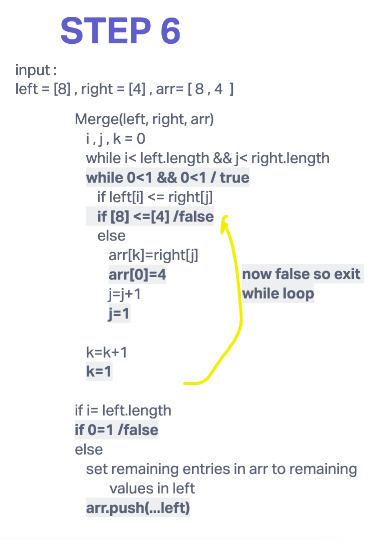 STEP 6
input :
left = [8] , right = [4] , arr= [ 8 , 4 ]
Merge(left, right, arr)
i , j , k = 0
while i< left.length && j< right.length
while 0<1 && 0<1 / true
if left[i] <= right[j]
if [8] <=[4] /false
else
arr[k]=right[j]
arr[0]=4
now false so exit
while loop
j=j+1
j=1
k=k+1
k=1
if i= left.length
if 0=1 /false
else
set remaining entries in arr to remaining
values in left
arr.push(...left)